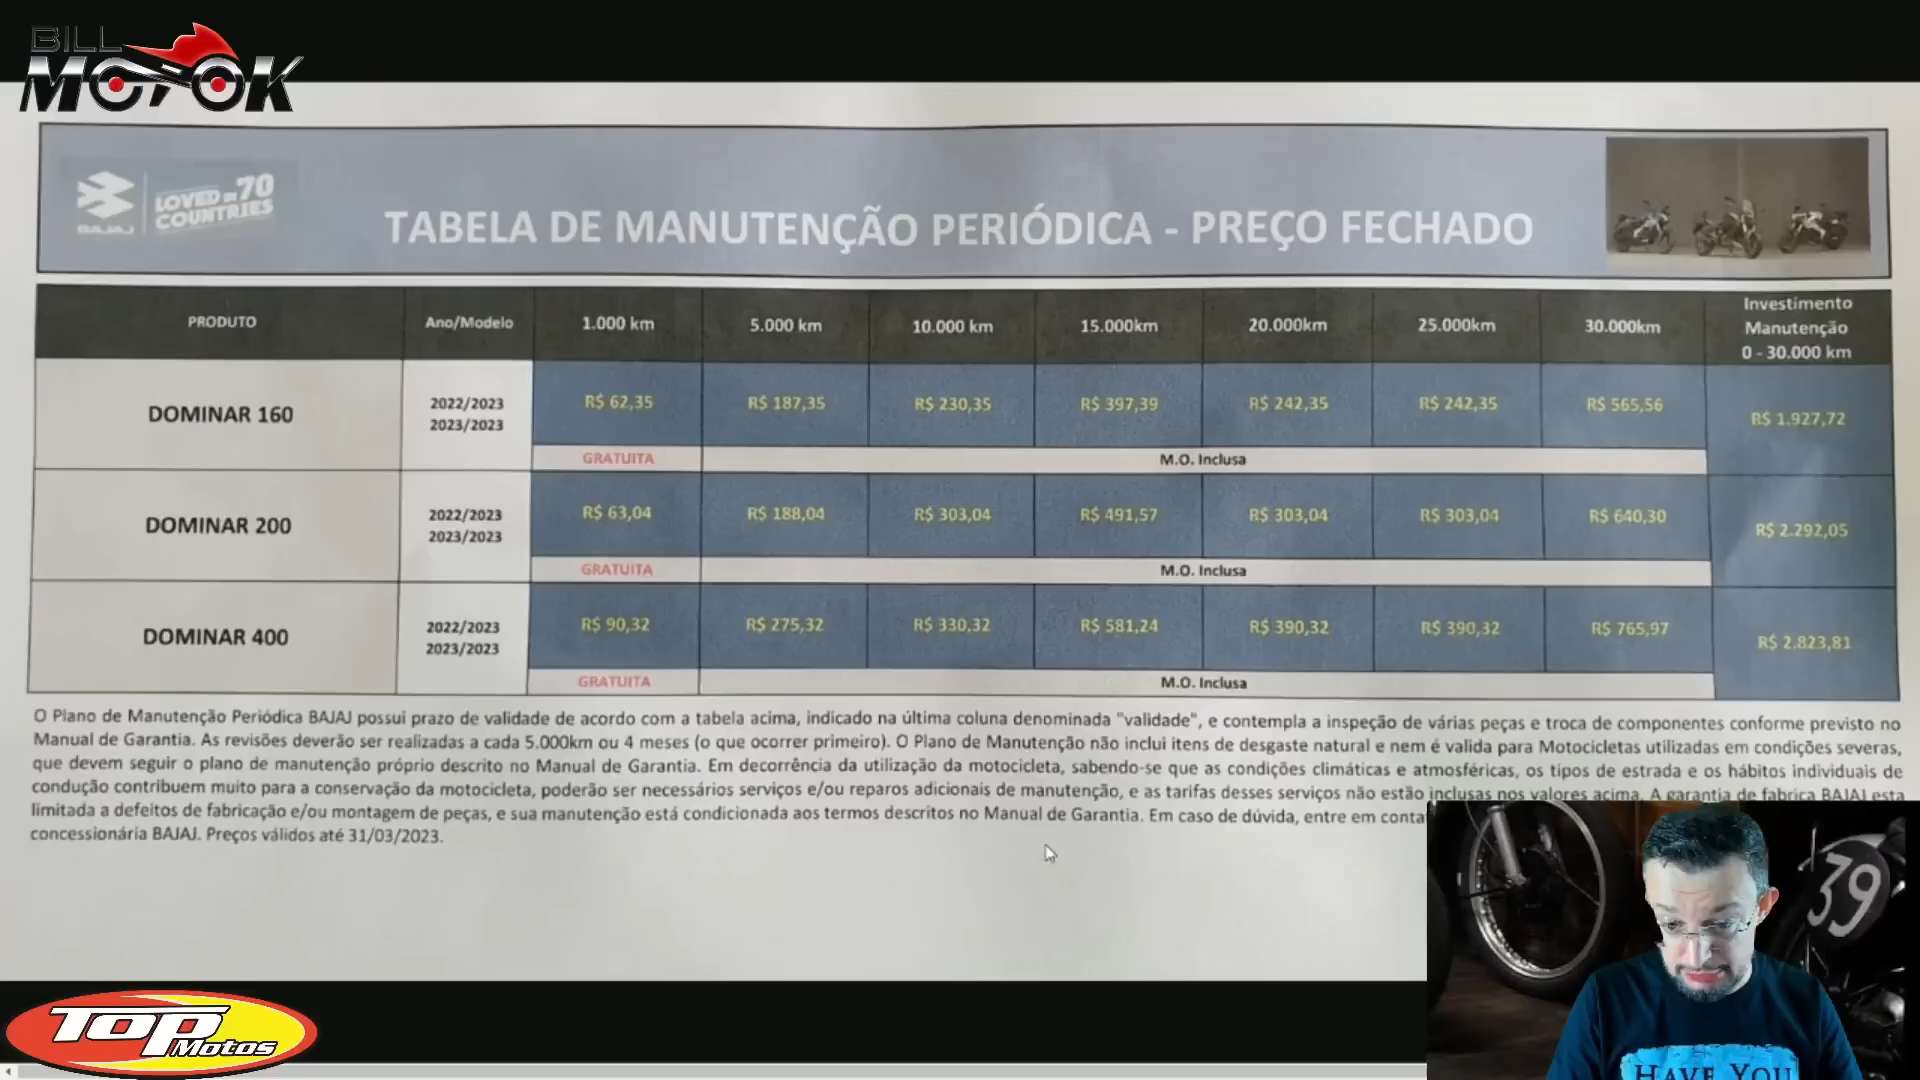 BILL
MOTOK
BAJAJ
LOVED IN 70
COUNTRIES
TABELA DE MANUTENÇÃO PERIÓDICA - PREÇO FECHADO
PRODUTO Ano/Modelo 1.000 km 5.000 km 10.000 km 15.000km 20.000km 25.000km 30.000km Investimento
Manutenção
0 - 30.000 km
DOMINAR 160 2022/2023 R$ 62,35 R$ 187,35 R$ 230,35 R$ 397,39 R$ 242,35 R$ 242,35 R$ 565,56 R$ 1.927,72
2023/2023
GRATUITA M.O. Inclusa
DOMINAR 200 2022/2023 R$ 63,04 R$ 188,04 R$ 303,04 R$ 491,57 R$ 303,04 R$ 303,04 R$ 640,30 R$ 2.292,05
2023/2023
GRATUITA M.O. Inclusa
DOMINAR 400 2022/2023 R$ 90,32 R$ 275,32 R$ 330,32 R$ 581,24 R$ 390,32 R$ 390,32 R$ 765,97 R$ 2.823,81
2023/2023
GRATUITA M.O. Inclusa
O Plano de Manutenção Periódica BAJAJ possui prazo de validade de acordo com a tabela acima, indicado na última coluna denominada "validade", e contempla a inspeção de várias peças e troca de componentes conforme previsto no
Manual de Garantia. As revisões deverão ser realizadas a cada 5.000km ou 4 meses (o que ocorrer primeiro). O Plano de Manutenção não inclui itens de desgaste natural e nem é valida para Motocicletas utilizadas em condições severas,
que devem seguir o plano de manutenção próprio descrito no Manual de Garantia. Em decorrência da utilização da motocicleta, sabendo-se que as condições climáticas e atmosféricas, os tipos de estrada e os hábitos individuais de
condução contribuem muito para a conservação da motocicleta, poderão ser necessários serviços e/ou reparos adicionais de manutenção, e as tarifas desses serviços não estão inclusas nos valores acima. A garantia de fabrica BAJAJ esta
limitada a defeitos de fabricação e/ou montagem de peças, e sua manutenção está condicionada aos termos descritos no Manual de Garantia. Em caso de dúvida, entre em conta
concessionária BAJAJ. Preços válidos até 31/03/2023.
39
HAVE YOU
TOP
Motos